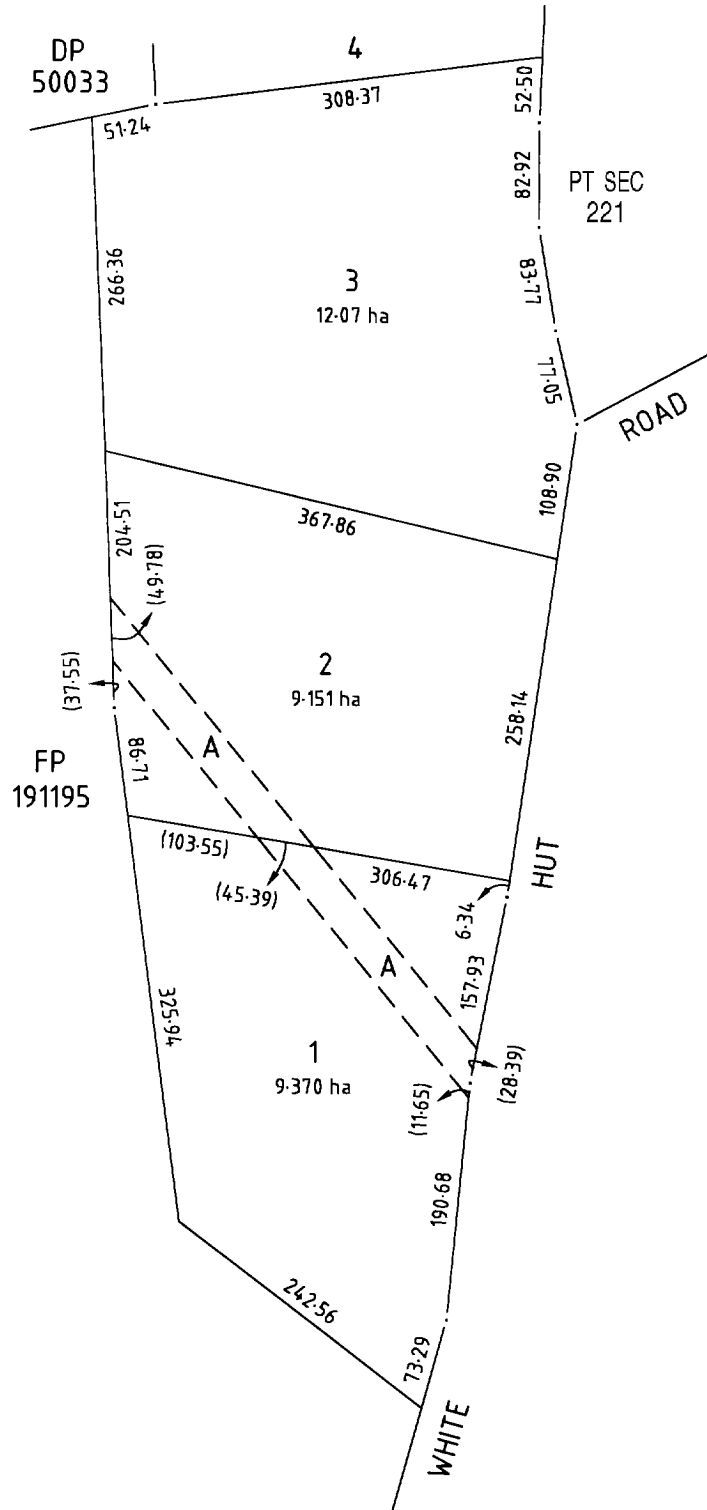 DP
50033
4
51·24
308·37
52·50
82·92
PT SEC
221
266·36
3
12·07 ha
83·77
77·05
ROAD
108·90
204·51
367·86
(49·78)
(37·55)
2
9·151 ha
258·14
86·71
A
FP
191195
(103·55)
306·47
(45·39)
HUT
6·34
A
157·93
325·94
1
9·370 ha
(28·39)
(11·65)
190·68
242·56
73·29
WHITE